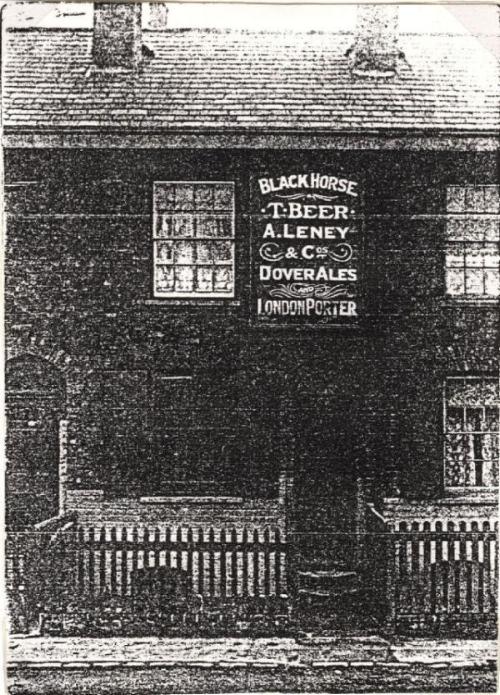 BLACK HORSE
T·BEER
A. LENEY
& Cos
DOVER ALES
AND
LONDON PORTER